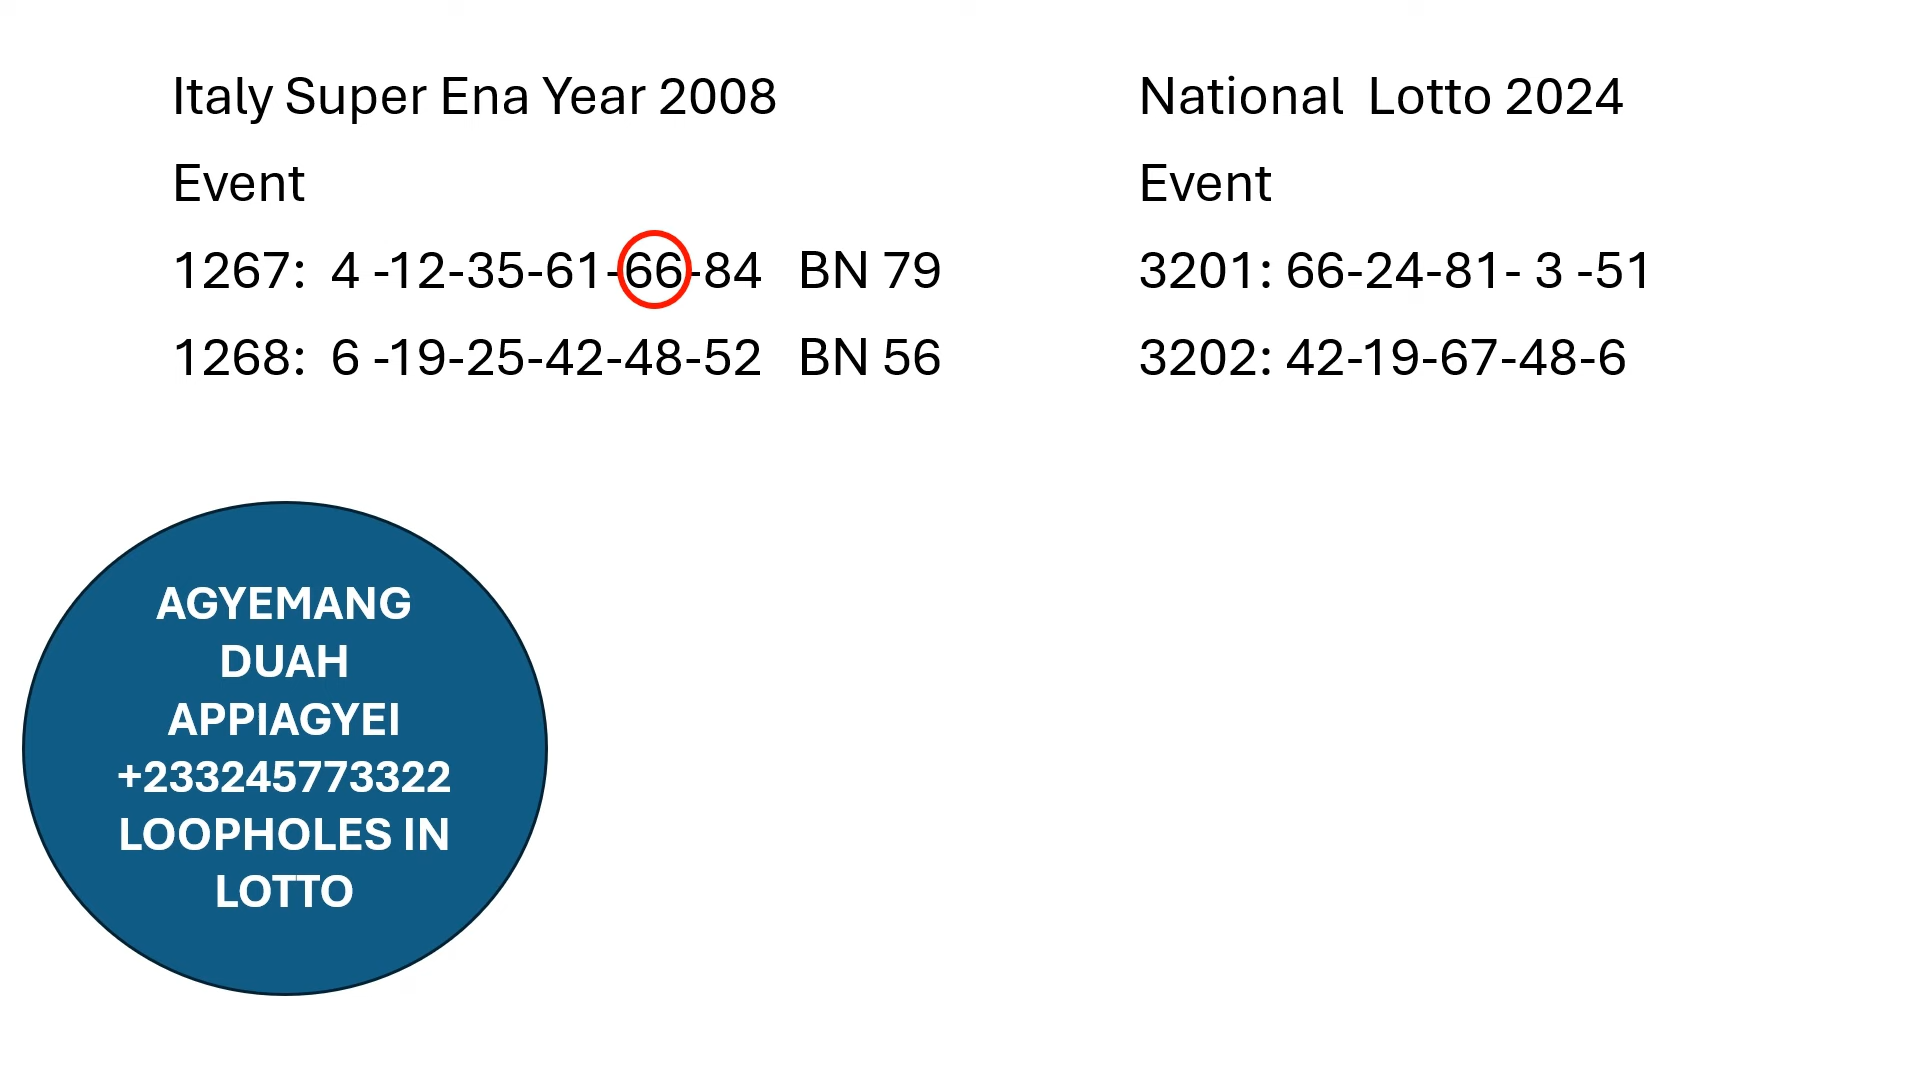 Italy Super Ena Year 2008
Event
1267:  4 -12-35-61-66-84   BN 79
1268:  6 -19-25-42-48-52   BN 56
National  Lotto 2024
Event
3201: 66-24-81- 3 -51
3202: 42-19-67-48-6
AGYEMANG
DUAH
APPIAGYEI
+233245773322
LOOPHOLES IN
LOTTO